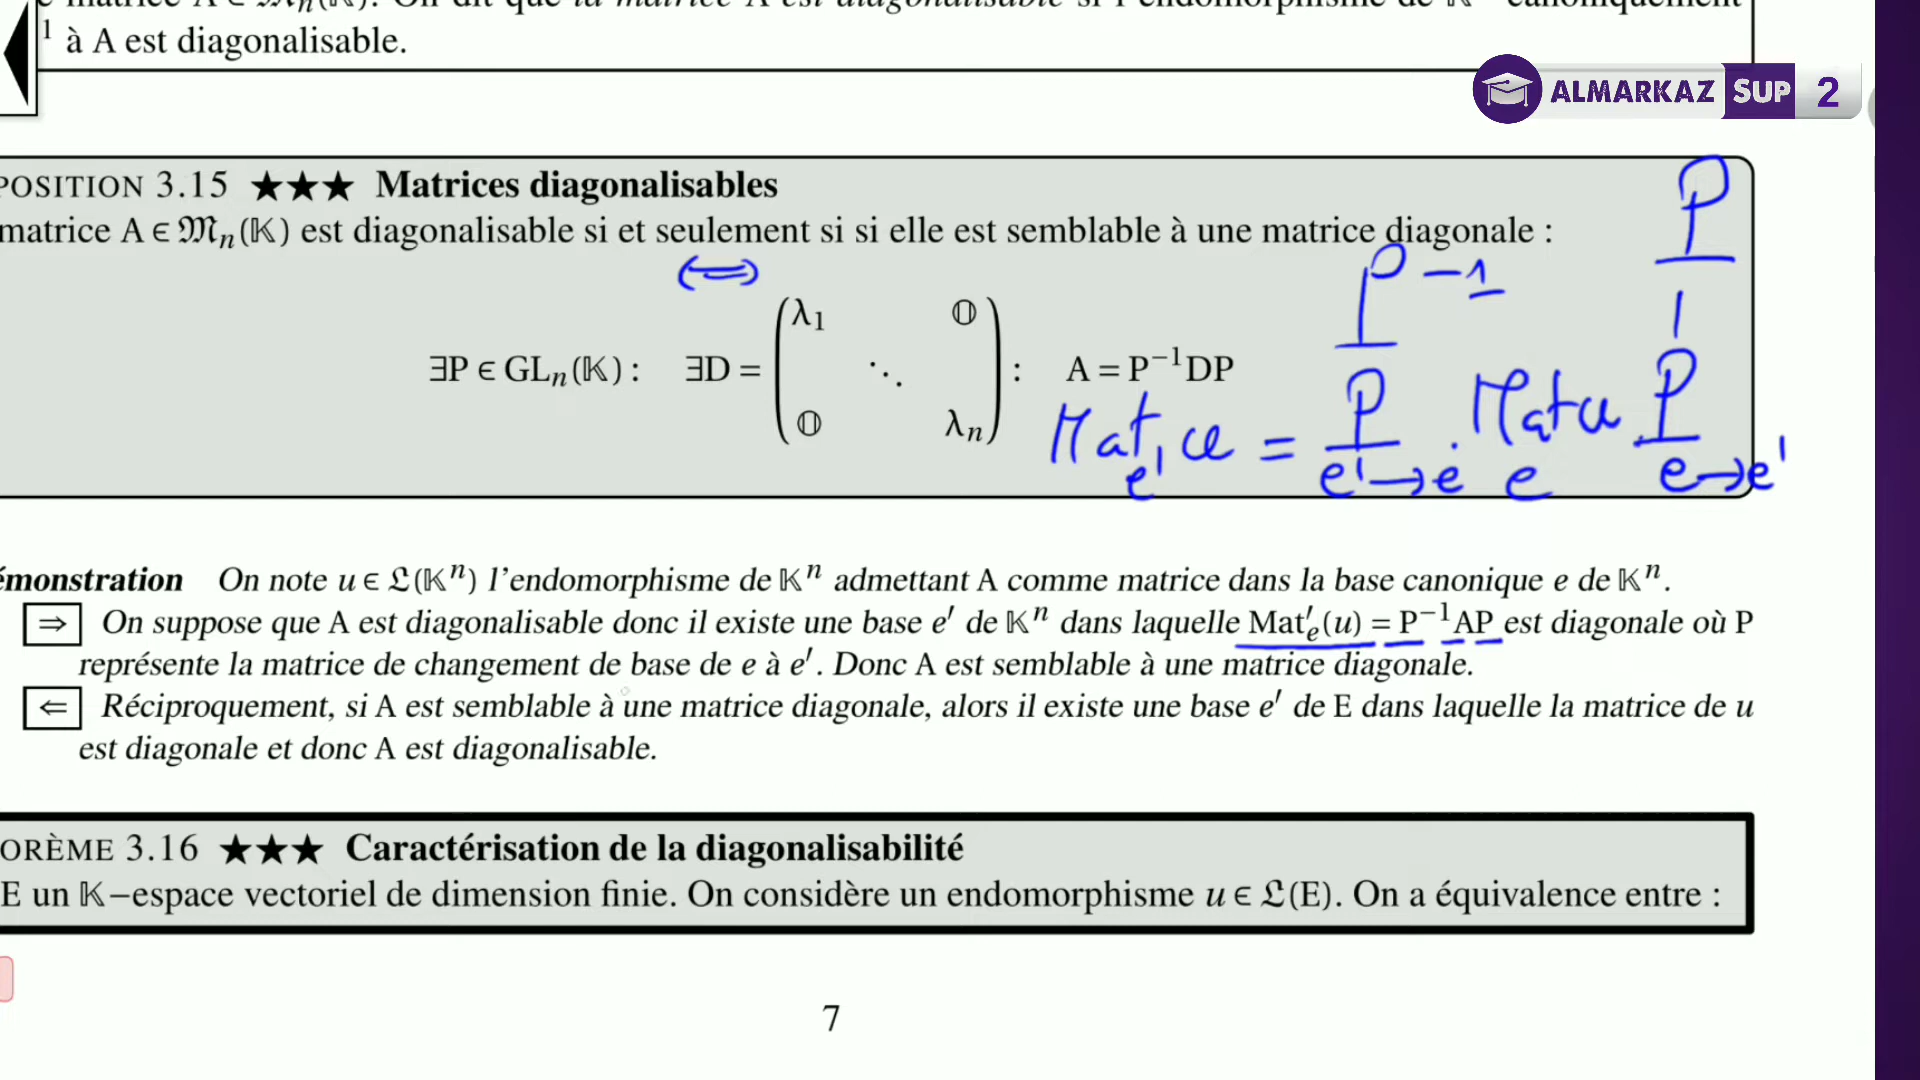 à A est diagonalisable.
ALMARKAZ SUP 2
POSITION 3.15 ★★★ Matrices diagonalisables
matrice A ∈ 𝔐n(𝕂) est diagonalisable si et seulement si si elle est semblable à une matrice diagonale :
⟺
P
P^-1
∃P ∈ GLn(𝕂) : ∃D = (λ1 𝕆 ⋱ 𝕆 λn) : A = P^−1DP
Mat e' u = P e'→e . Mat u e . P e→e'
émonstration On note u ∈ 𝔏(𝕂^n) l'endomorphisme de 𝕂^n admettant A comme matrice dans la base canonique e de 𝕂^n.
⇒ On suppose que A est diagonalisable donc il existe une base e′ de 𝕂^n dans laquelle Mat′e(u) = P^−1AP est diagonale où P
représente la matrice de changement de base de e à e′. Donc A est semblable à une matrice diagonale.
⇐ Réciproquement, si A est semblable à une matrice diagonale, alors il existe une base e′ de E dans laquelle la matrice de u
est diagonale et donc A est diagonalisable.
ORÈME 3.16 ★★★ Caractérisation de la diagonalisabilité
E un 𝕂−espace vectoriel de dimension finie. On considère un endomorphisme u ∈ 𝔏(E). On a équivalence entre :
7